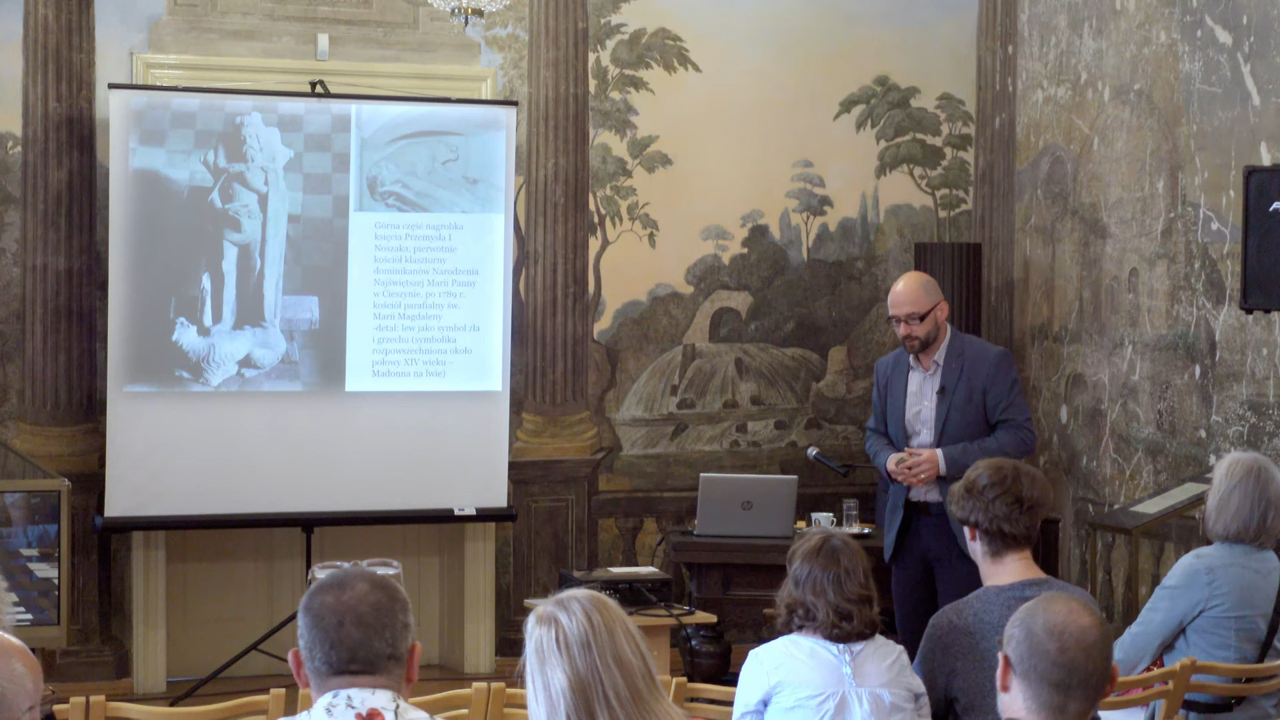 Górna część nagrobka
księcia Przemysła I
Noszaka, pierwotnie
kościół klasztorny
dominikanów Narodzenia
Najświętszej Marii Panny
w Cieszynie, po 1789 r.
kościół parafialny św.
Marii Magdaleny
-detal: lew jako symbol zła
i grzechu (symbolika
rozpowszechniona około
połowy XIV wieku –
Madonna na lwie)
hp